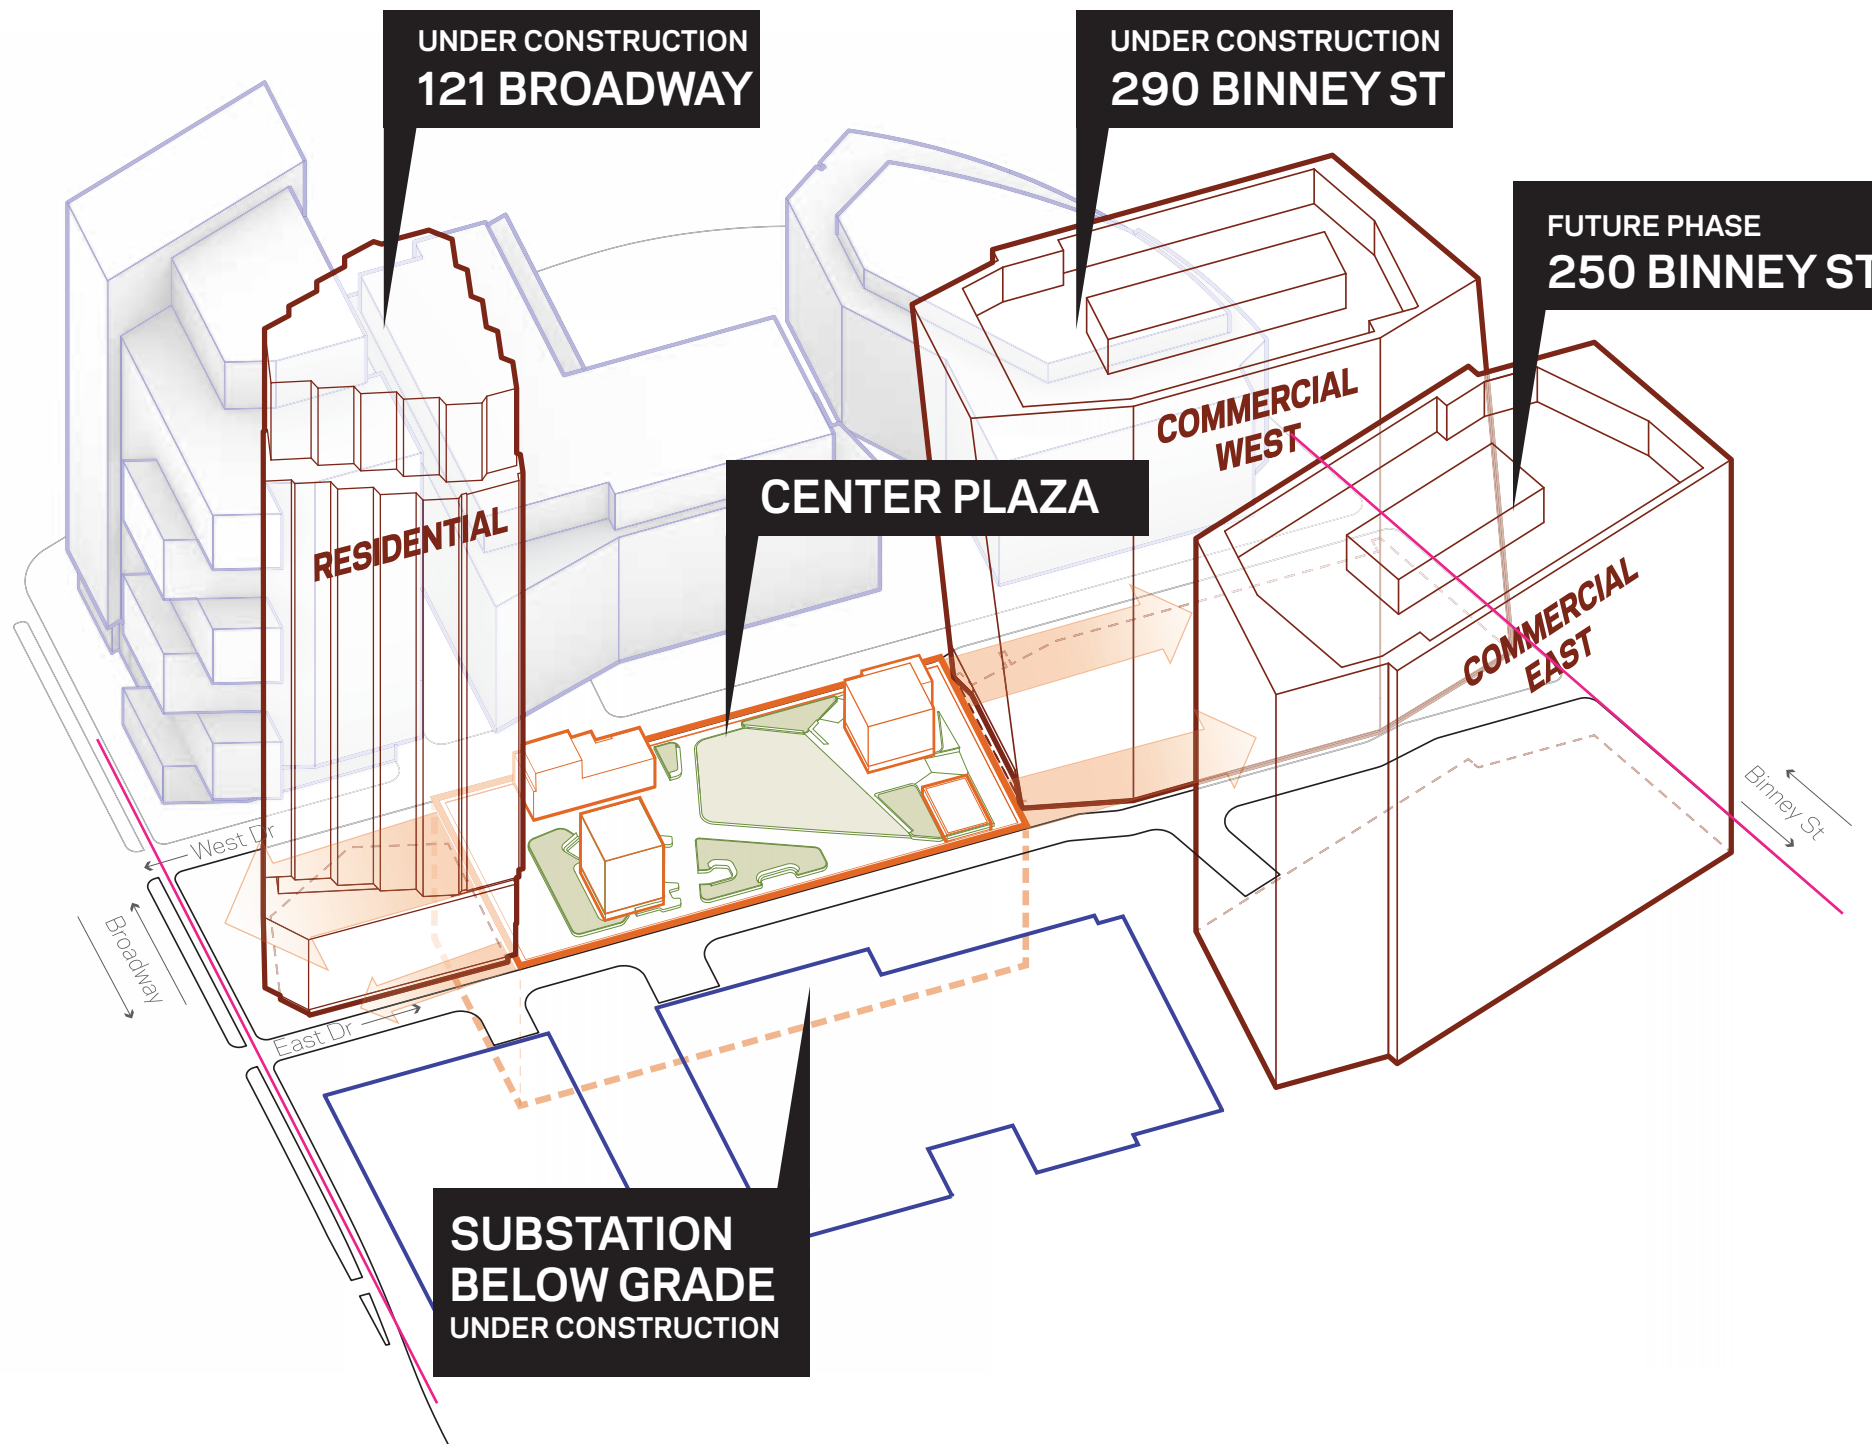 UNDER CONSTRUCTION
121 BROADWAY
UNDER CONSTRUCTION
290 BINNEY ST
FUTURE PHASE
250 BINNEY ST
COMMERCIAL
WEST
CENTER PLAZA
RESIDENTIAL
COMMERCIAL
EAST
Binney St
West Dr
Broadway
East Dr
SUBSTATION
BELOW GRADE
UNDER CONSTRUCTION